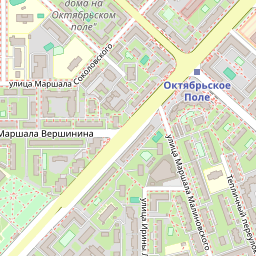 дома на
Октябрьском
поле"
улица Маршала Соколовского
Октябрьское
Поле
Маршала Вершинина
улица Маршала Малиновского
Тепличный переулок
улица Ирины Л